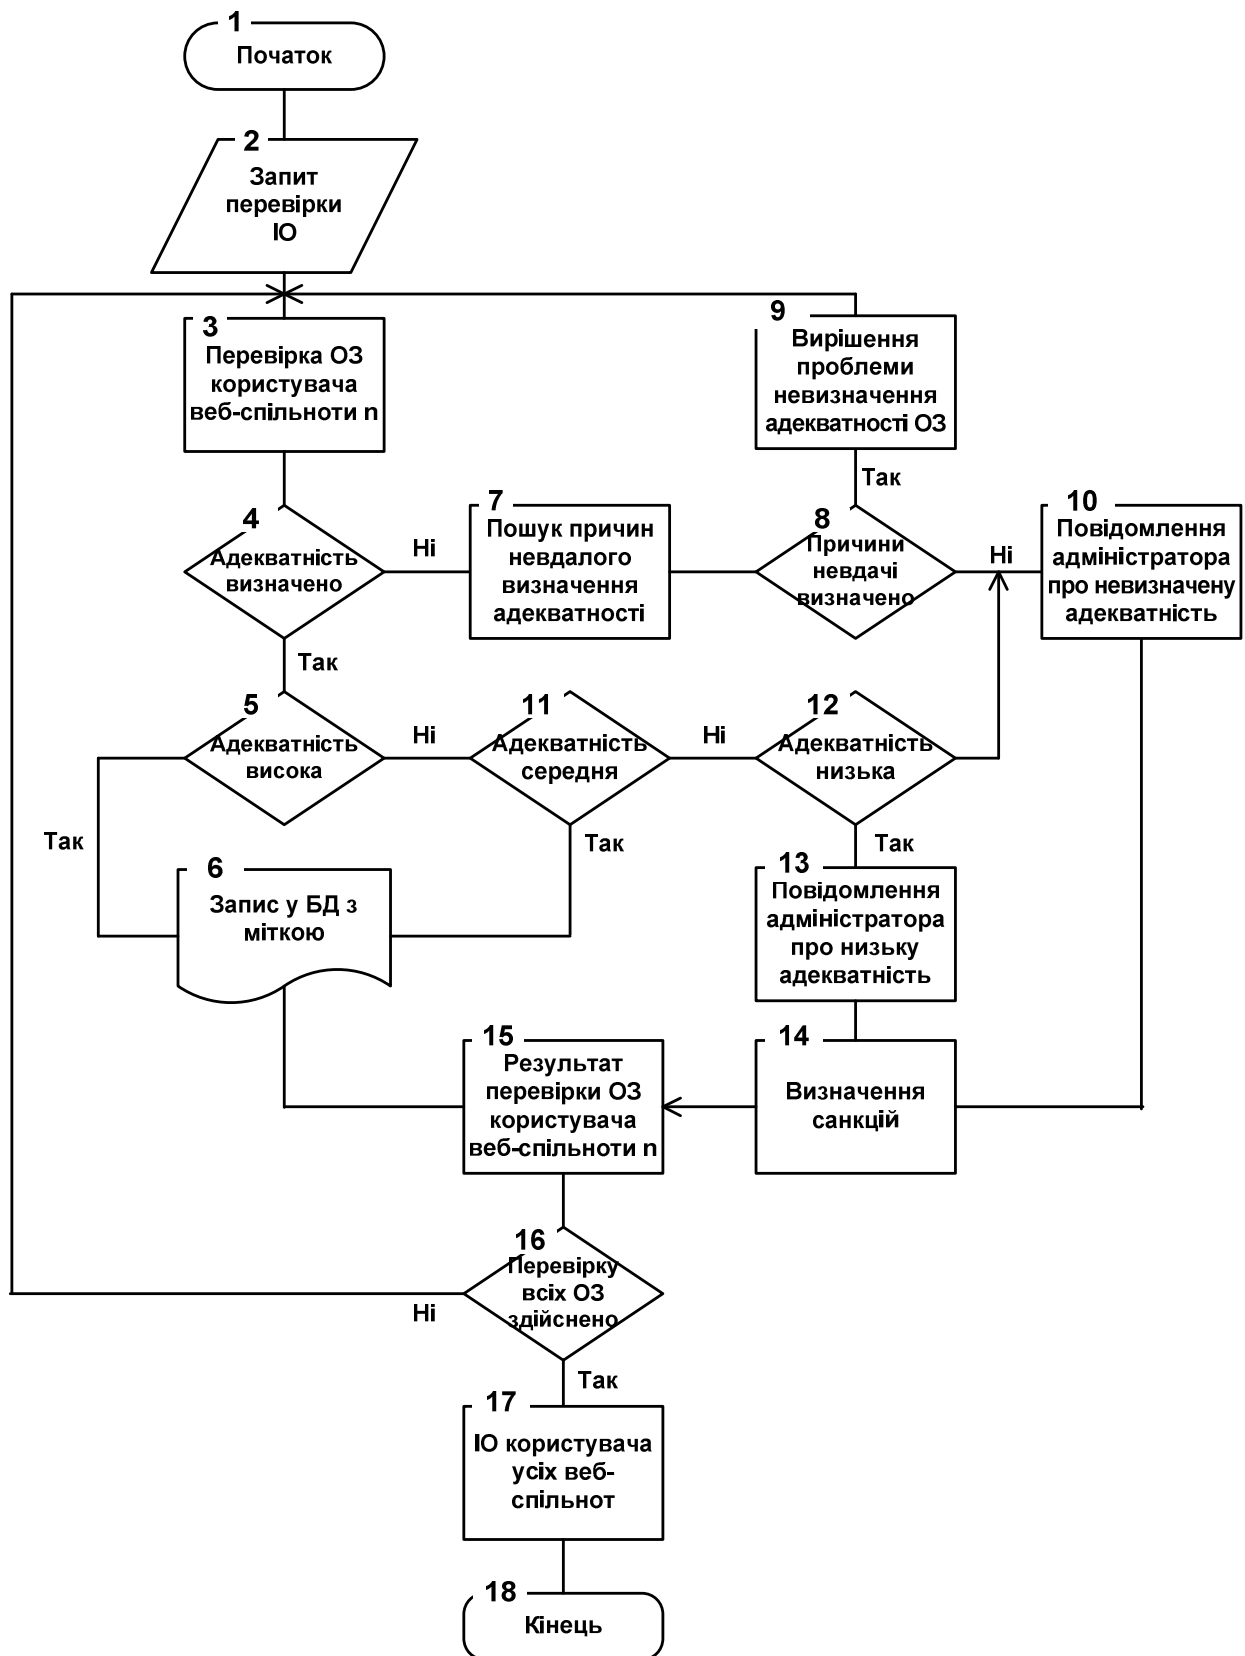 1
Початок
2
Запит
перевірки
ІО
3
Перевірка ОЗ
користувача
веб-спільноти n
9
Вирішення
проблеми
невизначення
адекватності ОЗ
Так
4
Адекватність
визначено
Ні
7
Пошук причин
невдалого
визначення
адекватності
8
Причини
невдачі
визначено
Ні
10
Повідомлення
адміністратора
про невизначену
адекватність
Так
5
Адекватність
висока
Ні
11
Адекватність
середня
Ні
12
Адекватність
низька
Так
Так
Так
6
Запис у БД з
міткою
13
Повідомлення
адміністратора
про низьку
адекватність
15
Результат
перевірки ОЗ
користувача
веб-спільноти n
14
Визначення
санкцій
16
Перевірку
всіх ОЗ
здійснено
Ні
Так
17
ІО користувача
усіх веб-
спільнот
18
Кінець